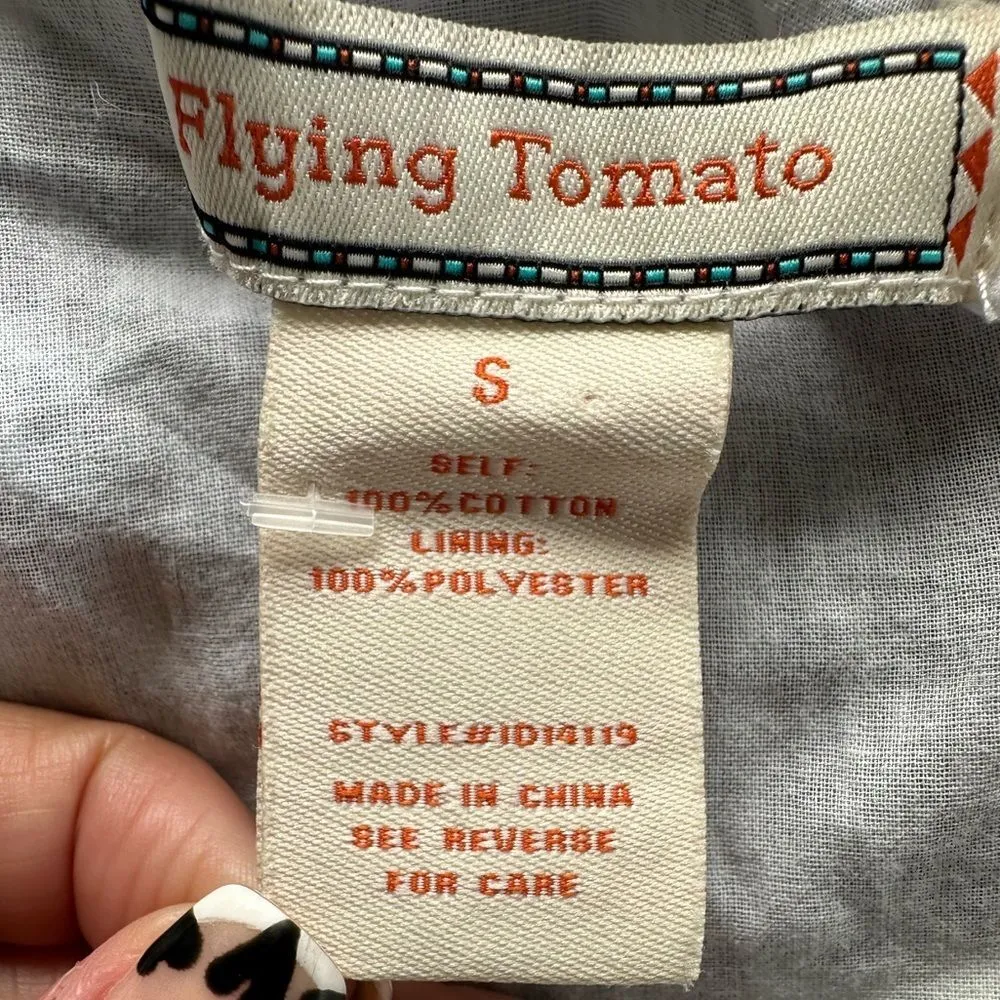 Flying Tomato
S
SELF:
100%COTTON
LINING:
100%POLYESTER
STYLE#ID14119
MADE IN CHINA
SEE REVERSE
FOR CARE